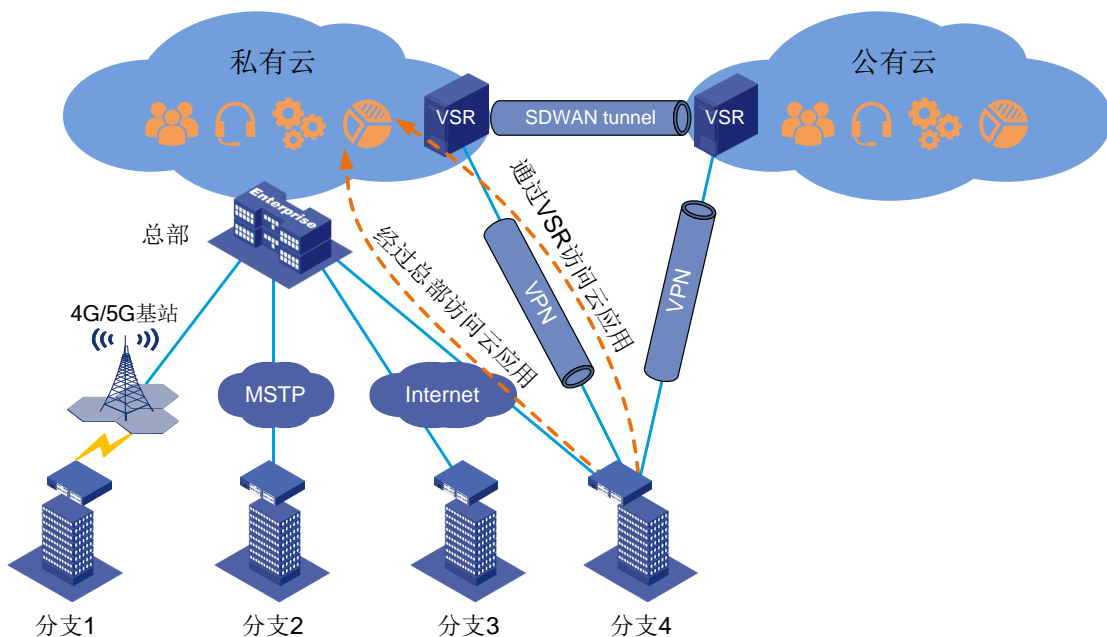 私有云
公有云
VSR
SDWAN tunnel
VSR
Enterprise
总部
经过总部访问云应用
通过VSR访问云应用
VPN
VPN
4G/5G基站
MSTP
Internet
分支1
分支2
分支3
分支4